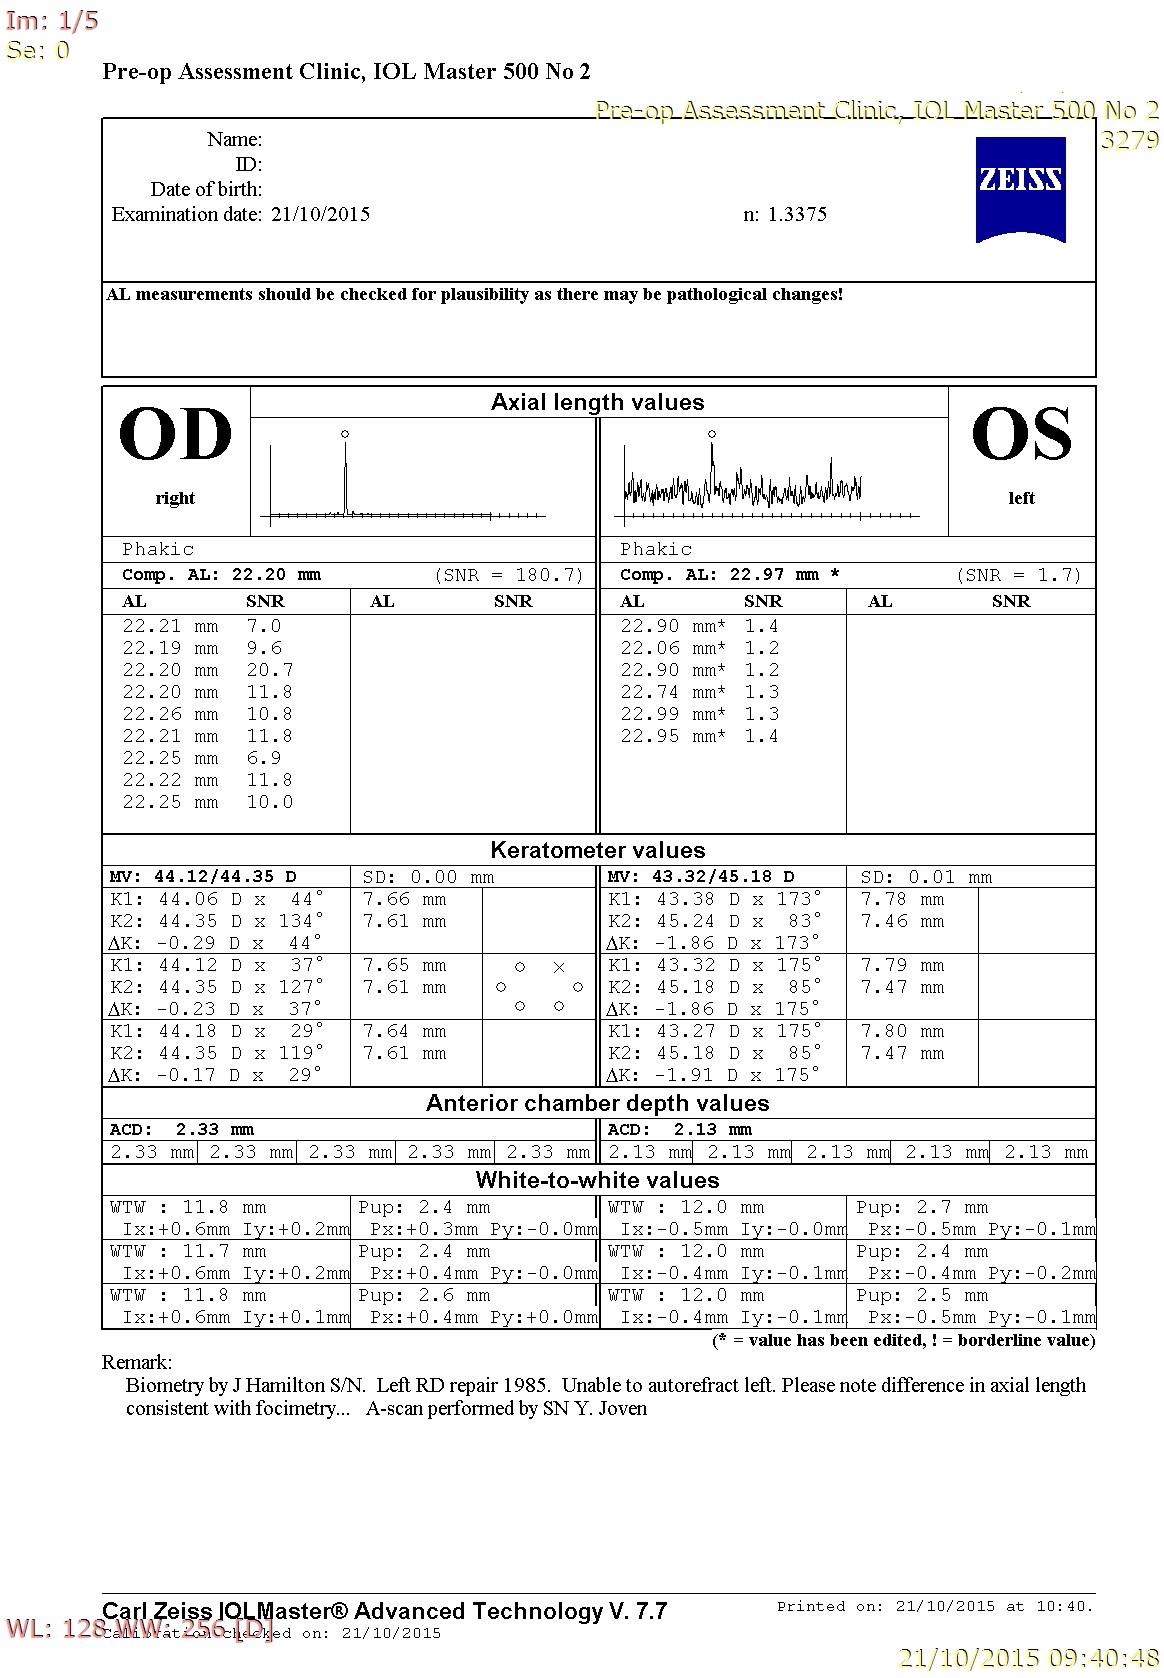 Im: 1/5
Se: 0
Pre-op Assessment Clinic, IOL Master 500 No 2
Pre-op Assessment Clinic, IOL Master 500 No 2
3279
Name:
ID:
Date of birth:
Examination date: 21/10/2015 n: 1.3375
ZEISS
AL measurements should be checked for plausibility as there may be pathological changes!
OD
right
Axial length values
OS
left
Phakic Phakic
Comp. AL: 22.20 mm (SNR = 180.7) Comp. AL: 22.97 mm * (SNR = 1.7)
AL SNR AL SNR AL SNR AL SNR
22.21 mm 7.0 22.90 mm* 1.4
22.19 mm 9.6 22.06 mm* 1.2
22.20 mm 20.7 22.90 mm* 1.2
22.20 mm 11.8 22.74 mm* 1.3
22.26 mm 10.8 22.99 mm* 1.3
22.21 mm 11.8 22.95 mm* 1.4
22.25 mm 6.9
22.22 mm 11.8
22.25 mm 10.0
Keratometer values
MV: 44.12/44.35 D SD: 0.00 mm MV: 43.32/45.18 D SD: 0.01 mm
K1: 44.06 D x 44° 7.66 mm K1: 43.38 D x 173° 7.78 mm
K2: 44.35 D x 134° 7.61 mm K2: 45.24 D x 83° 7.46 mm
ΔK: -0.29 D x 44° ΔK: -1.86 D x 173°
K1: 44.12 D x 37° 7.65 mm K1: 43.32 D x 175° 7.79 mm
K2: 44.35 D x 127° 7.61 mm K2: 45.18 D x 85° 7.47 mm
ΔK: -0.23 D x 37° ΔK: -1.86 D x 175°
K1: 44.18 D x 29° 7.64 mm K1: 43.27 D x 175° 7.80 mm
K2: 44.35 D x 119° 7.61 mm K2: 45.18 D x 85° 7.47 mm
ΔK: -0.17 D x 29° ΔK: -1.91 D x 175°
Anterior chamber depth values
ACD: 2.33 mm ACD: 2.13 mm
2.33 mm 2.33 mm 2.33 mm 2.33 mm 2.33 mm 2.13 mm 2.13 mm 2.13 mm 2.13 mm 2.13 mm
White-to-white values
WTW : 11.8 mm Pup: 2.4 mm WTW : 12.0 mm Pup: 2.7 mm
Ix:+0.6mm Iy:+0.2mm Px:+0.3mm Py:-0.0mm Ix:-0.5mm Iy:-0.0mm Px:-0.5mm Py:-0.1mm
WTW : 11.7 mm Pup: 2.4 mm WTW : 12.0 mm Pup: 2.4 mm
Ix:+0.6mm Iy:+0.2mm Px:+0.4mm Py:-0.0mm Ix:-0.4mm Iy:-0.1mm Px:-0.4mm Py:-0.2mm
WTW : 11.8 mm Pup: 2.6 mm WTW : 12.0 mm Pup: 2.5 mm
Ix:+0.6mm Iy:+0.1mm Px:+0.4mm Py:+0.0mm Ix:-0.4mm Iy:-0.1mm Px:-0.5mm Py:-0.1mm
(* = value has been edited, ! = borderline value)
Remark:
Biometry by J Hamilton S/N. Left RD repair 1985. Unable to autorefract left. Please note difference in axial length
consistent with focimetry... A-scan performed by SN Y. Joven
Carl Zeiss IOLMaster® Advanced Technology V. 7.7 Printed on: 21/10/2015 at 10:40.
WL: 128 WW: 256 [D]
Calibration checked on: 21/10/2015
21/10/2015 09:40:48